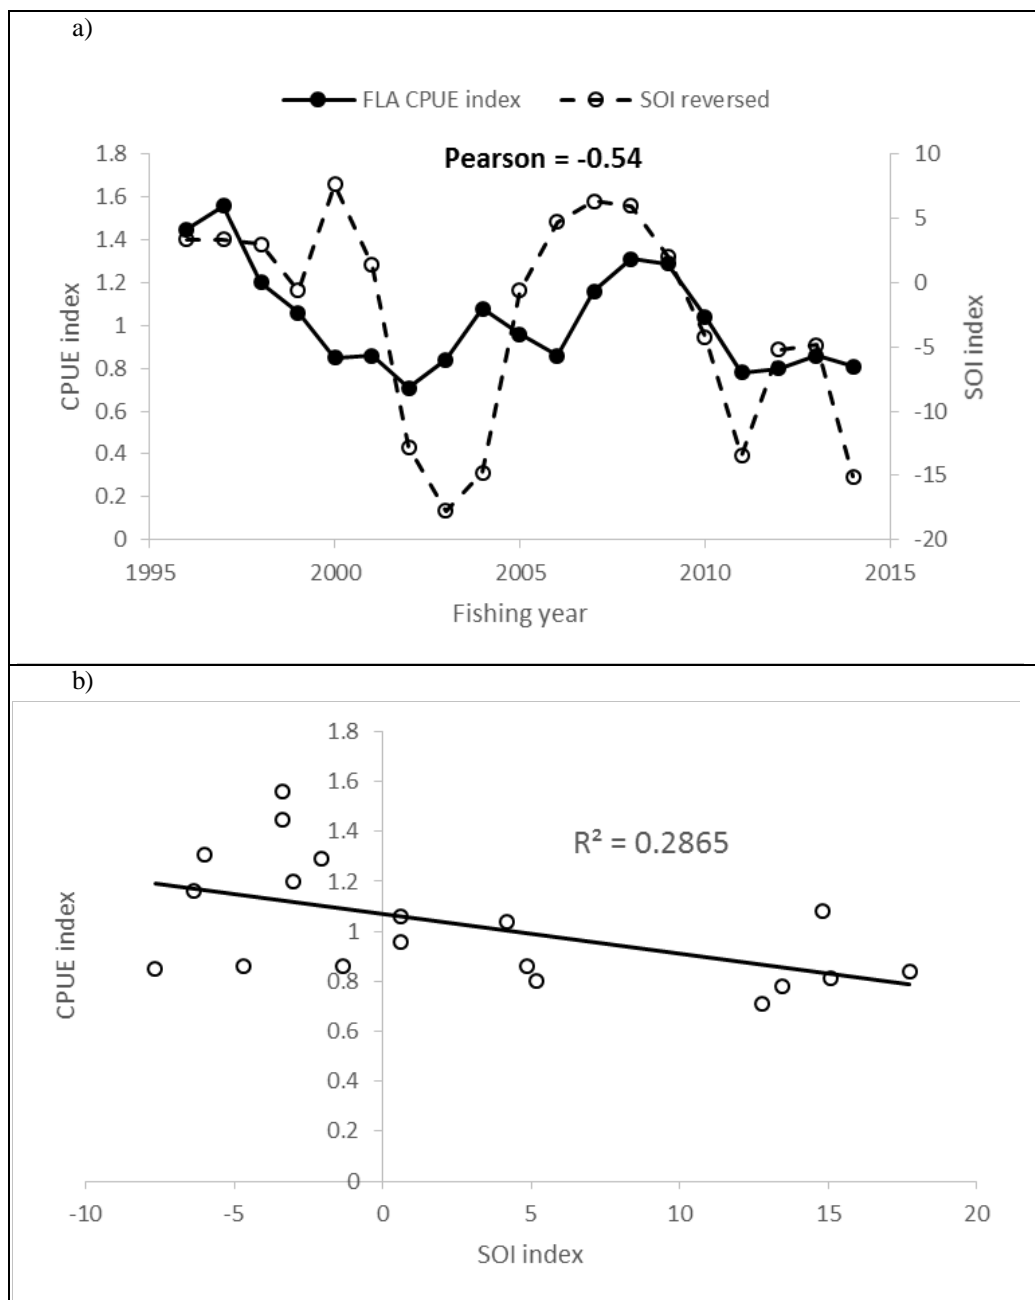 a)
FLA CPUE index SOI reversed
Pearson = -0.54
1.8
1.6
1.4
1.2
1
0.8
0.6
0.4
0.2
0
CPUE index
10
5
0
-5
-10
-15
-20
SOI index
1995 2000 2005 2010 2015
Fishing year
b)
1.8
1.6
1.4
1.2
1
0.8
0.6
0.4
0.2
0
CPUE index
R² = 0.2865
-10 -5 0 5 10 15 20
SOI index